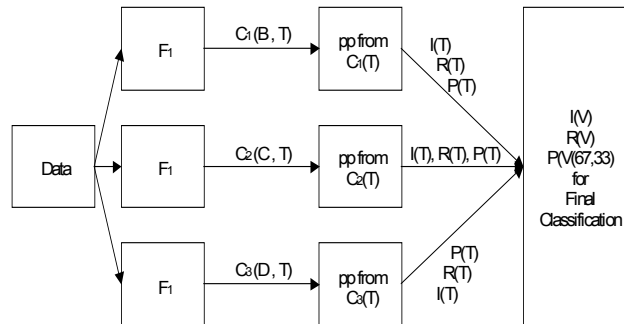 F₁
C₁(B, T)
pp from
C₁(T)
I(T)
R(T)
P(T)
Data
F₁
C₂(C, T)
pp from
C₂(T)
I(T), R(T), P(T)
F₁
C₃(D, T)
pp from
C₃(T)
P(T)
R(T)
I(T)
I(V)
R(V)
P(V(67,33)
for
Final
Classification